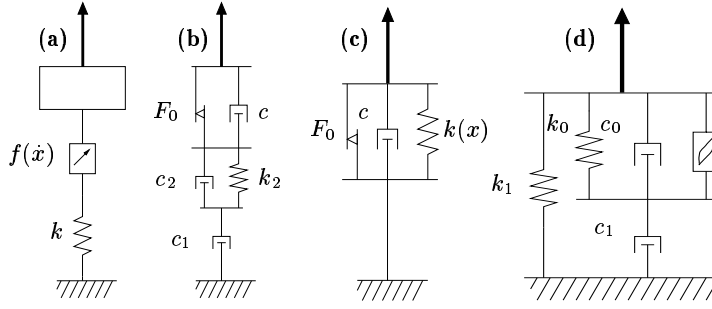 (a)
f(ẋ)
k
(b)
F₀
c
c₂
k₂
c₁
(c)
F₀
c
k(x)
(d)
k₀
c₀
k₁
c₁